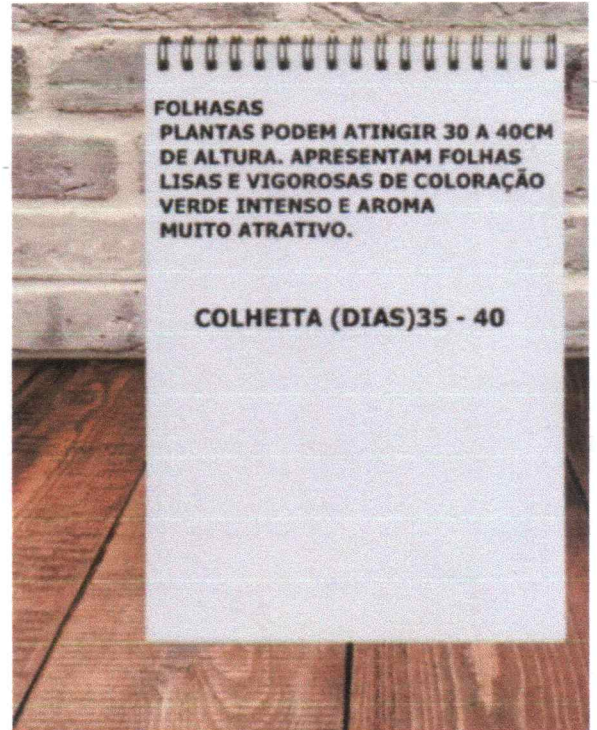 FOLHASAS
PLANTAS PODEM ATINGIR 30 A 40CM
DE ALTURA. APRESENTAM FOLHAS
LISAS E VIGOROSAS DE COLORAÇÃO
VERDE INTENSO E AROMA
MUITO ATRATIVO.
COLHEITA (DIAS)35 - 40